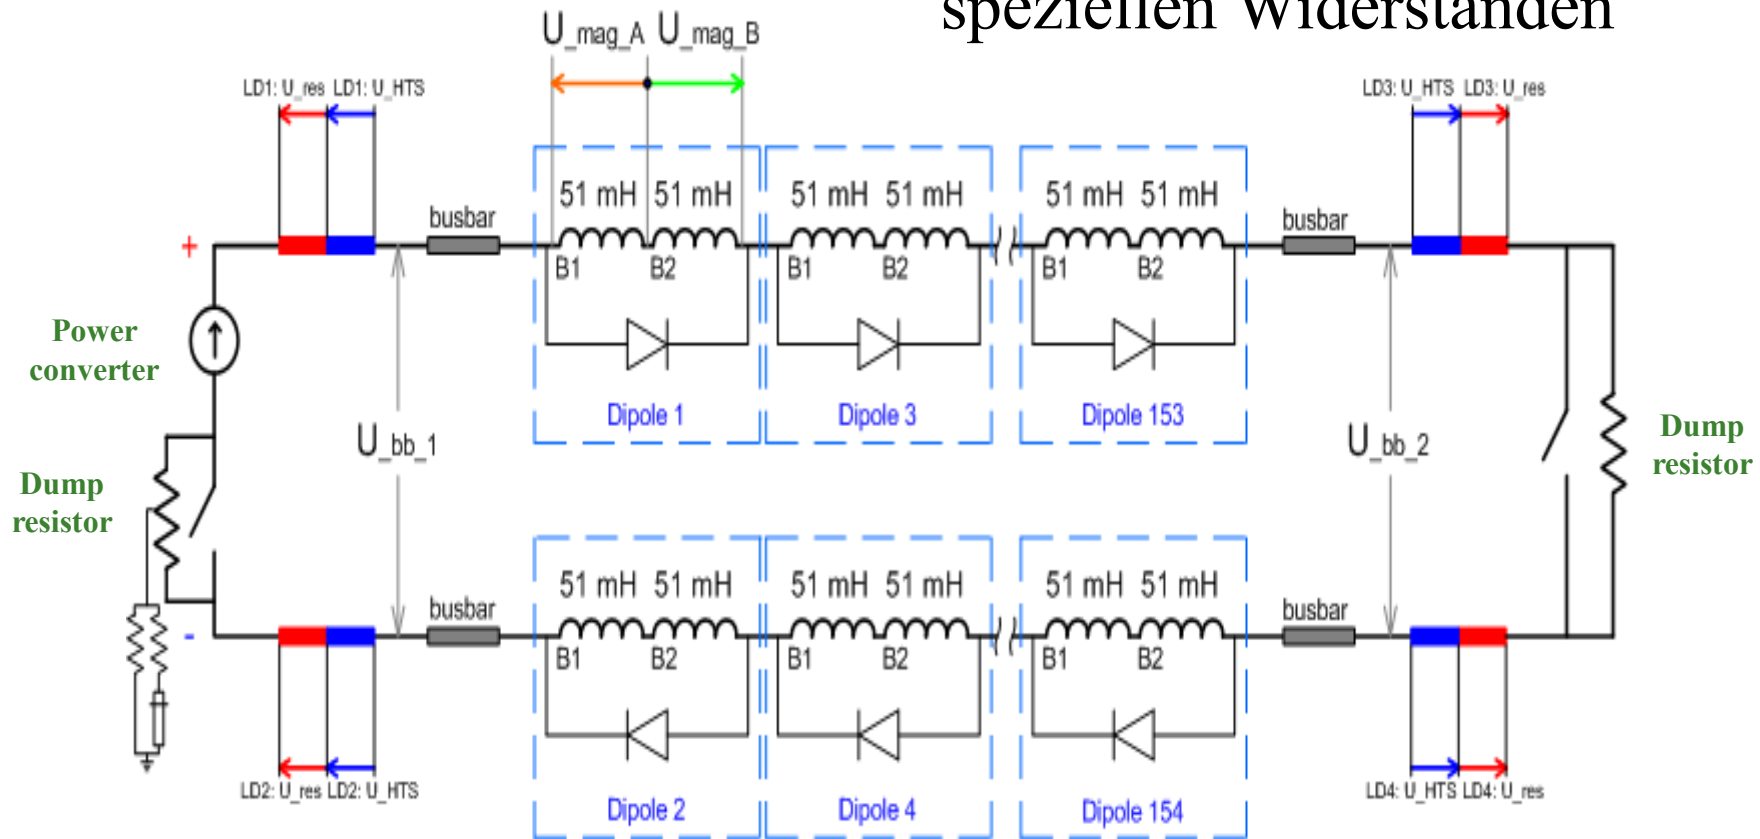 speziellen Widerständen
U_mag_A U_mag_B
LD1: U_res LD1: U_HTS
LD3: U_HTS LD3: U_res
51 mH 51 mH
51 mH 51 mH
51 mH 51 mH
busbar
busbar
+
B1 B2
B1 B2
B1 B2
Power
converter
Dipole 1
Dipole 3
Dipole 153
U_bb_1
U_bb_2
Dump
resistor
Dump
resistor
51 mH 51 mH
51 mH 51 mH
51 mH 51 mH
busbar
busbar
-
B1 B2
B1 B2
B1 B2
LD2: U_res LD2: U_HTS
LD4: U_HTS LD4: U_res
Dipole 2
Dipole 4
Dipole 154